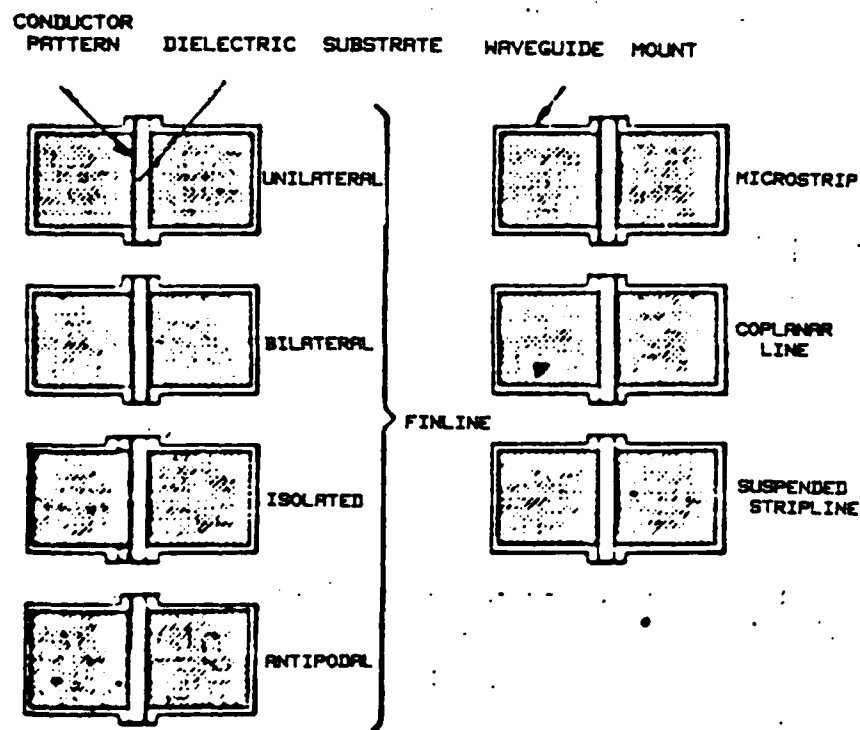 CONDUCTOR
PATTERN
DIELECTRIC SUBSTRATE
WAVEGUIDE MOUNT
UNILATERAL
MICROSTRIP
BILATERAL
COPLANAR
LINE
FINLINE
ISOLATED
SUSPENDED
STRIPLINE
ANTIPODAL